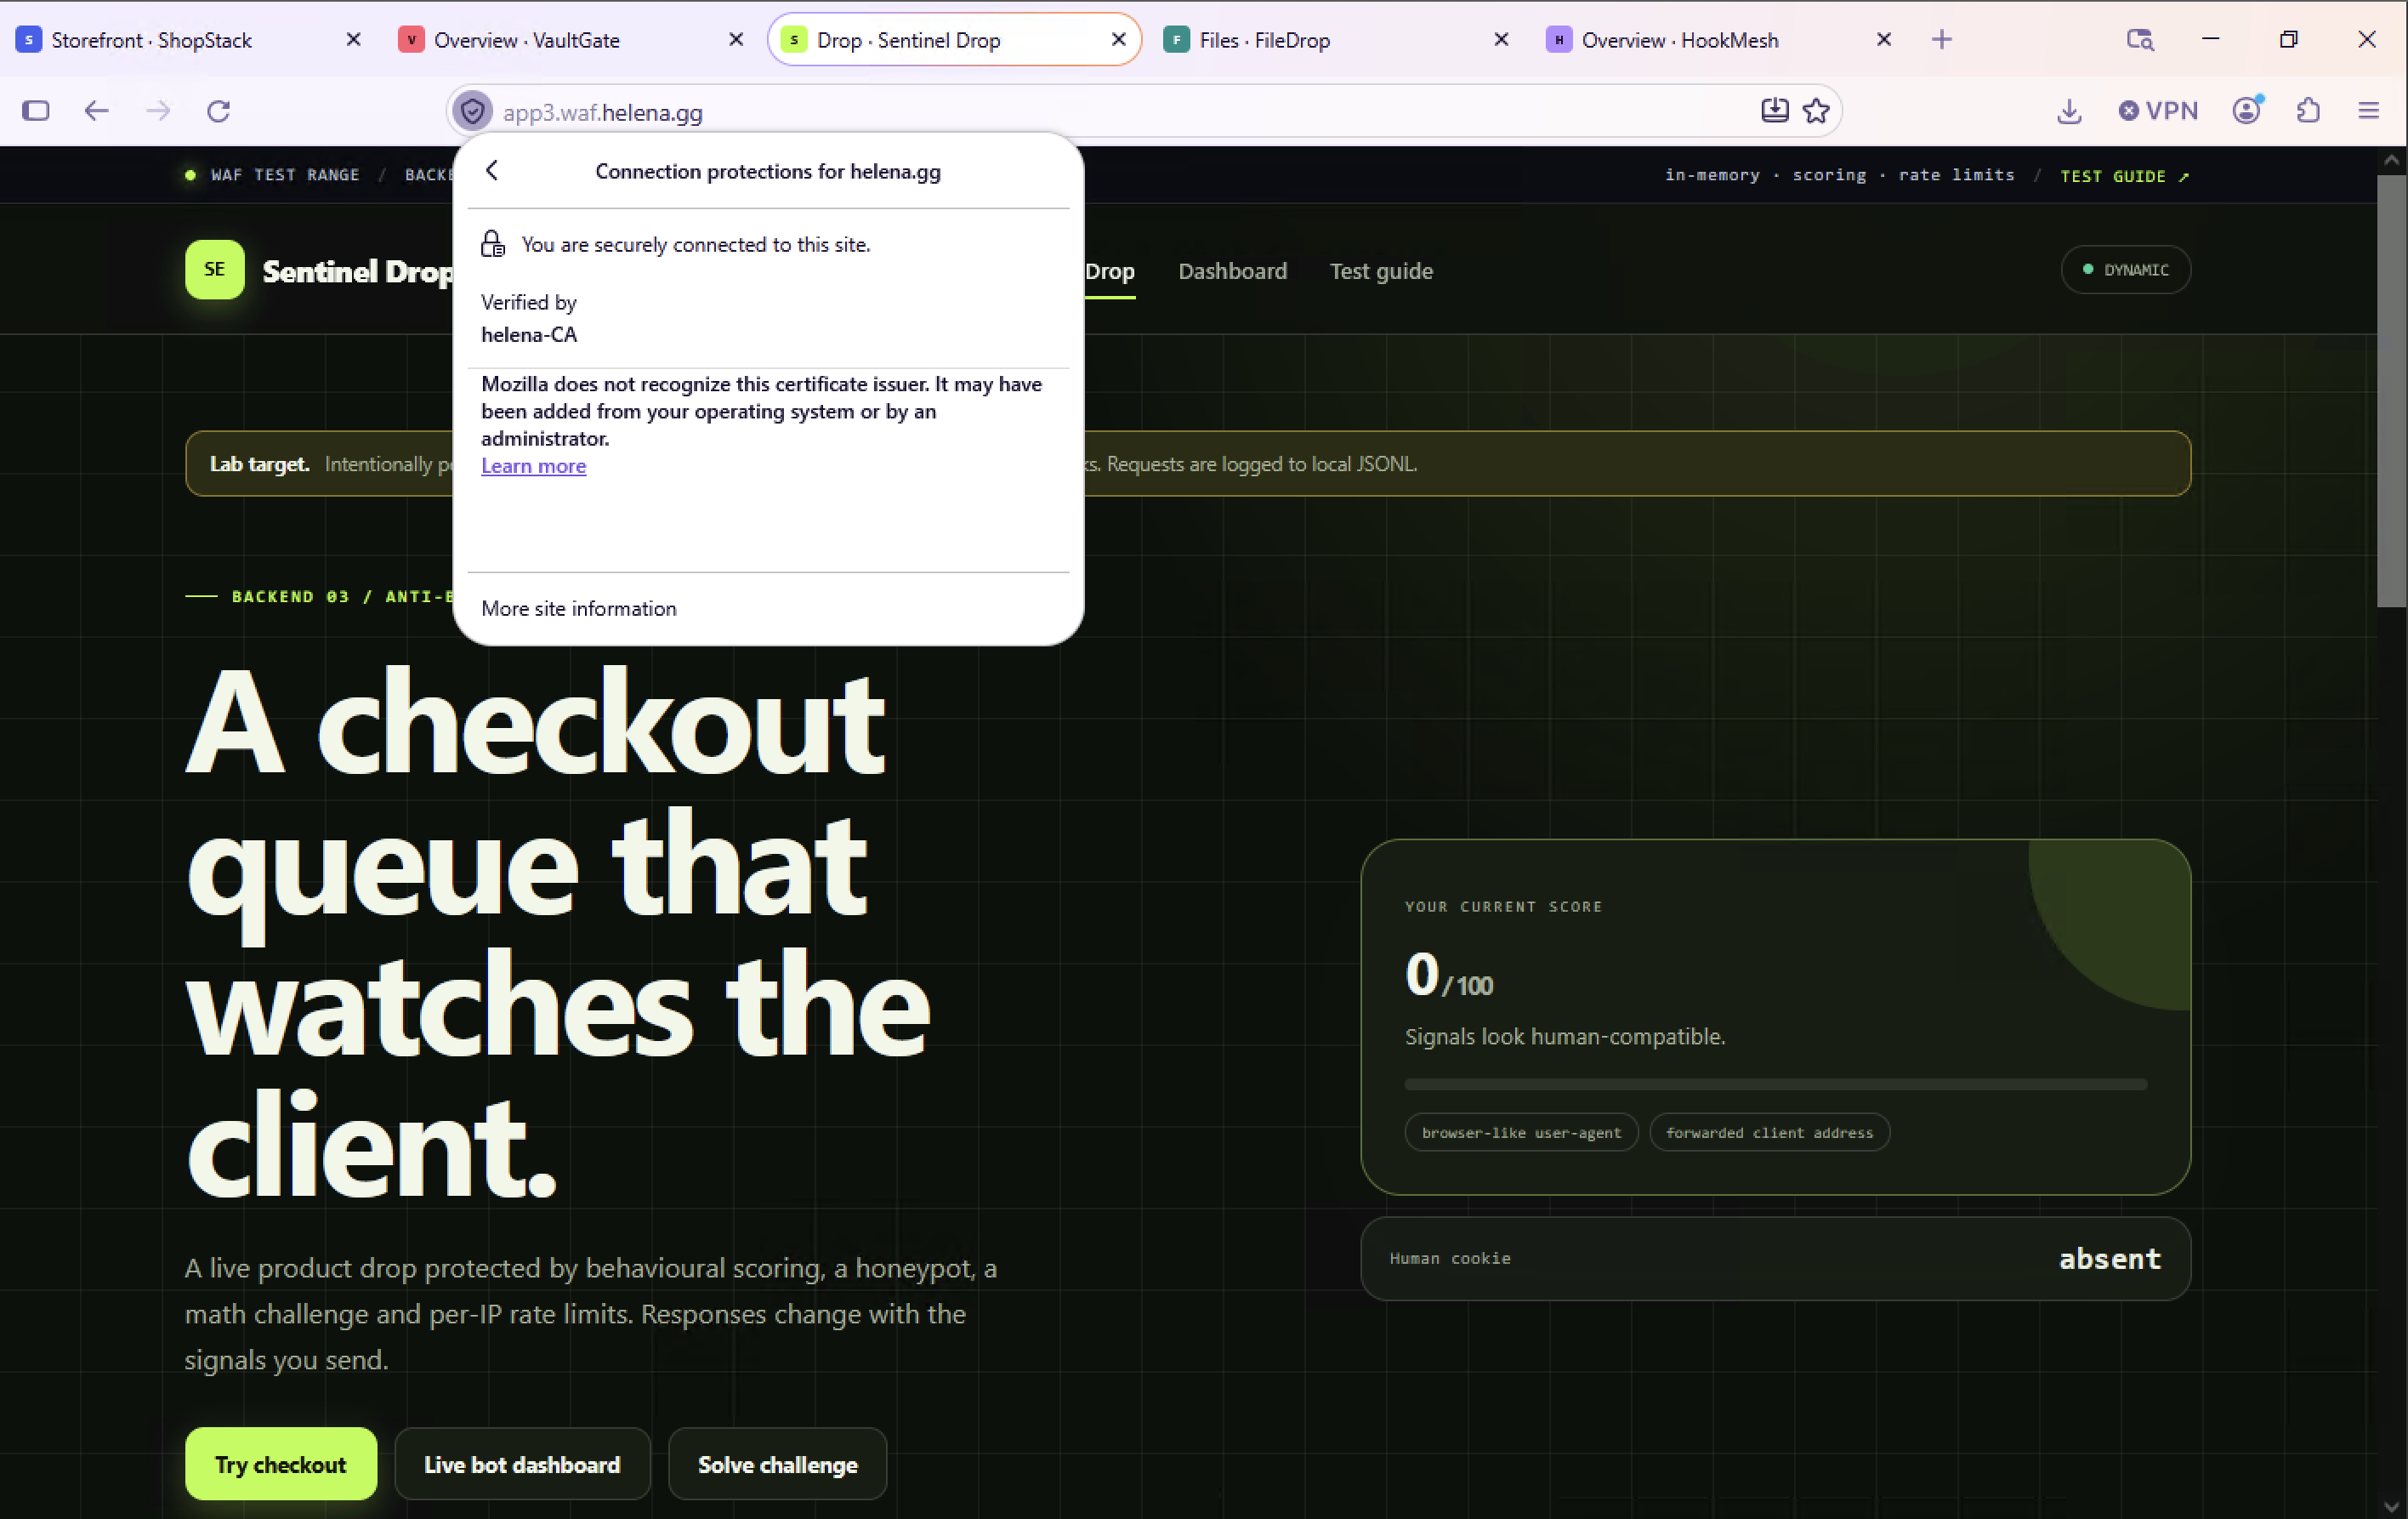 S Storefront · ShopStack
V Overview · VaultGate
S Drop · Sentinel Drop
F Files · FileDrop
H Overview · HookMesh
app3.waf.helena.gg
VPN
WAF TEST RANGE / BACKE
in-memory · scoring · rate limits / TEST GUIDE ↗
Connection protections for helena.gg
You are securely connected to this site.
Verified by
helena-CA
Mozilla does not recognize this certificate issuer. It may have
been added from your operating system or by an
administrator.
Learn more
More site information
SE Sentinel Drop
Drop
Dashboard
Test guide
DYNAMIC
Lab target. Intentionally
Requests are logged to local JSONL.
BACKEND 03 / ANTI-B
A checkout
queue that
watches the
client.
YOUR CURRENT SCORE
0/100
Signals look human-compatible.
browser-like user-agent
forwarded client address
Human cookie
absent
A live product drop protected by behavioural scoring, a honeypot, a
math challenge and per-IP rate limits. Responses change with the
signals you send.
Try checkout
Live bot dashboard
Solve challenge